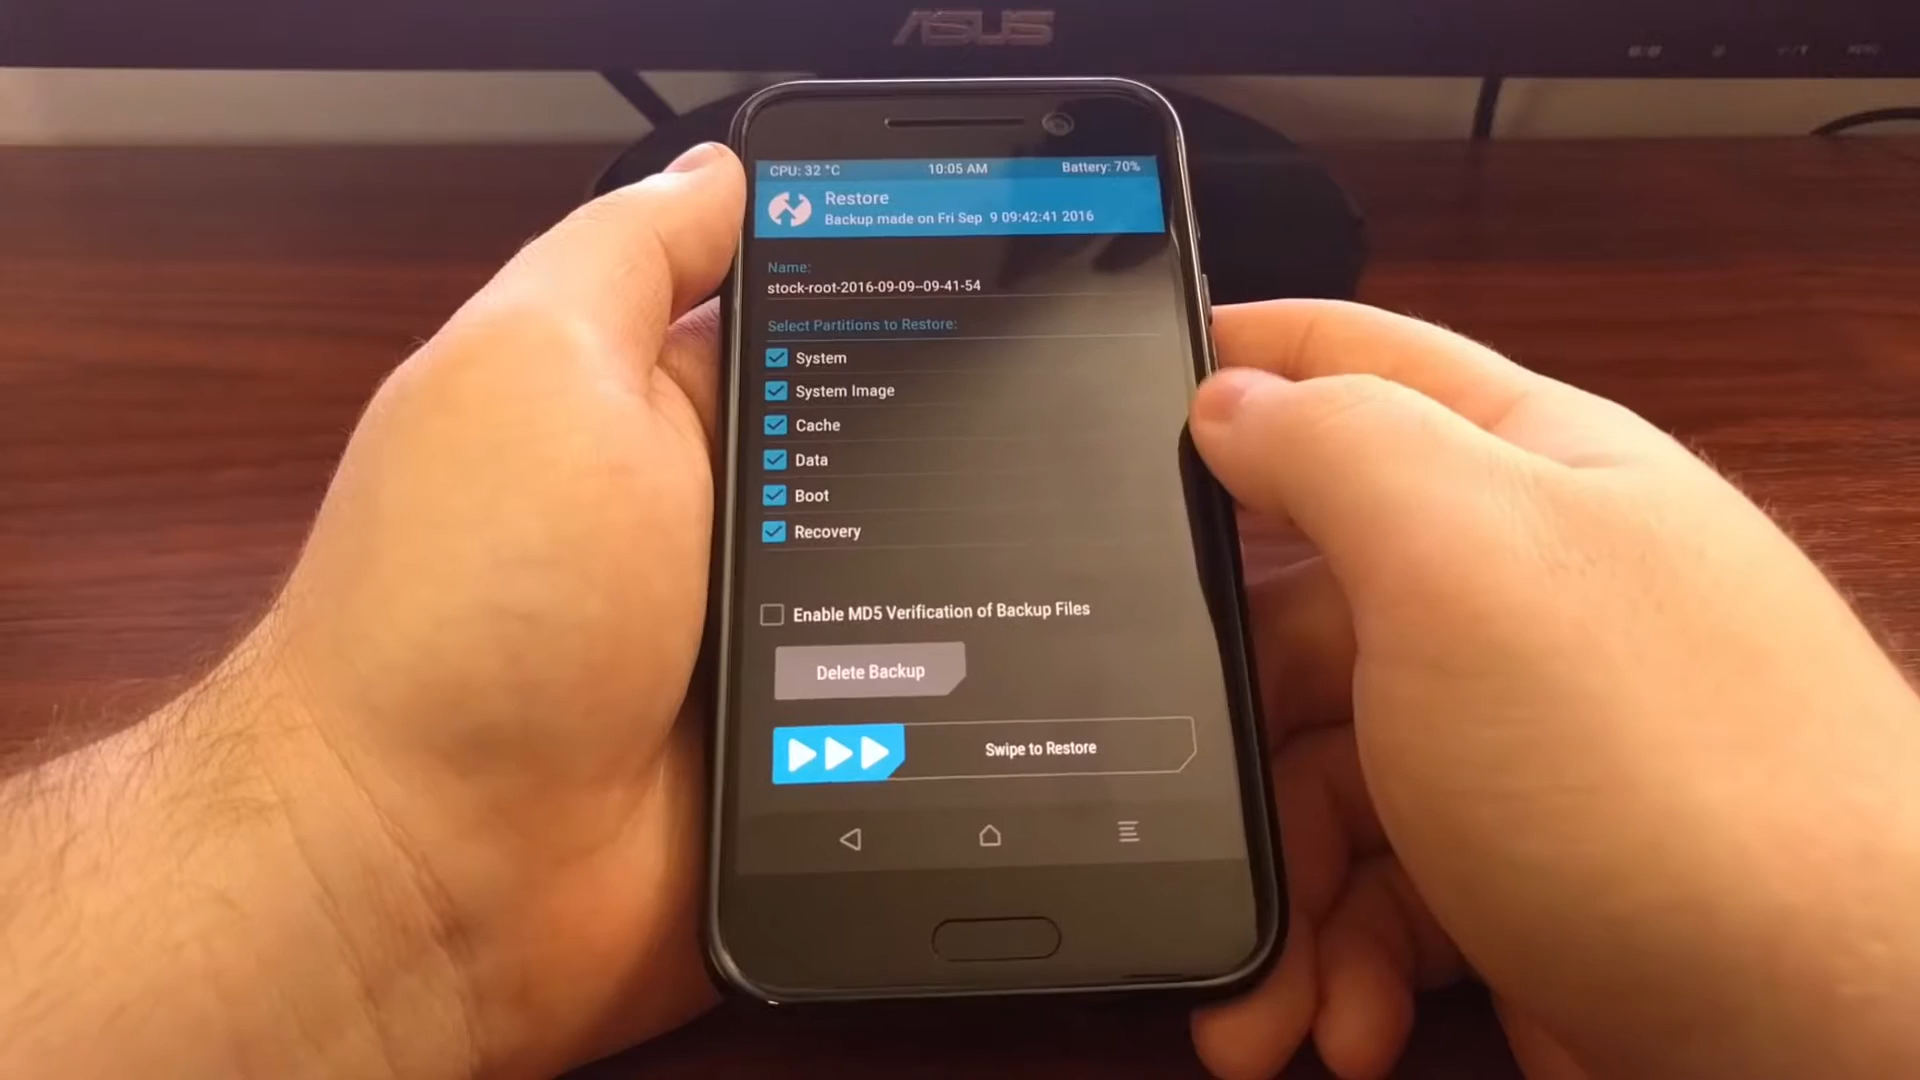 ASUS
CPU: 32 °C 10:05 AM Battery: 70%
Restore
Backup made on Fri Sep 9 09:42:41 2016
Name:
stock-root-2016-09-09--09-41-54
Select Partitions to Restore:
System
System Image
Cache
Data
Boot
Recovery
Enable MD5 Verification of Backup Files
Delete Backup
Swipe to Restore